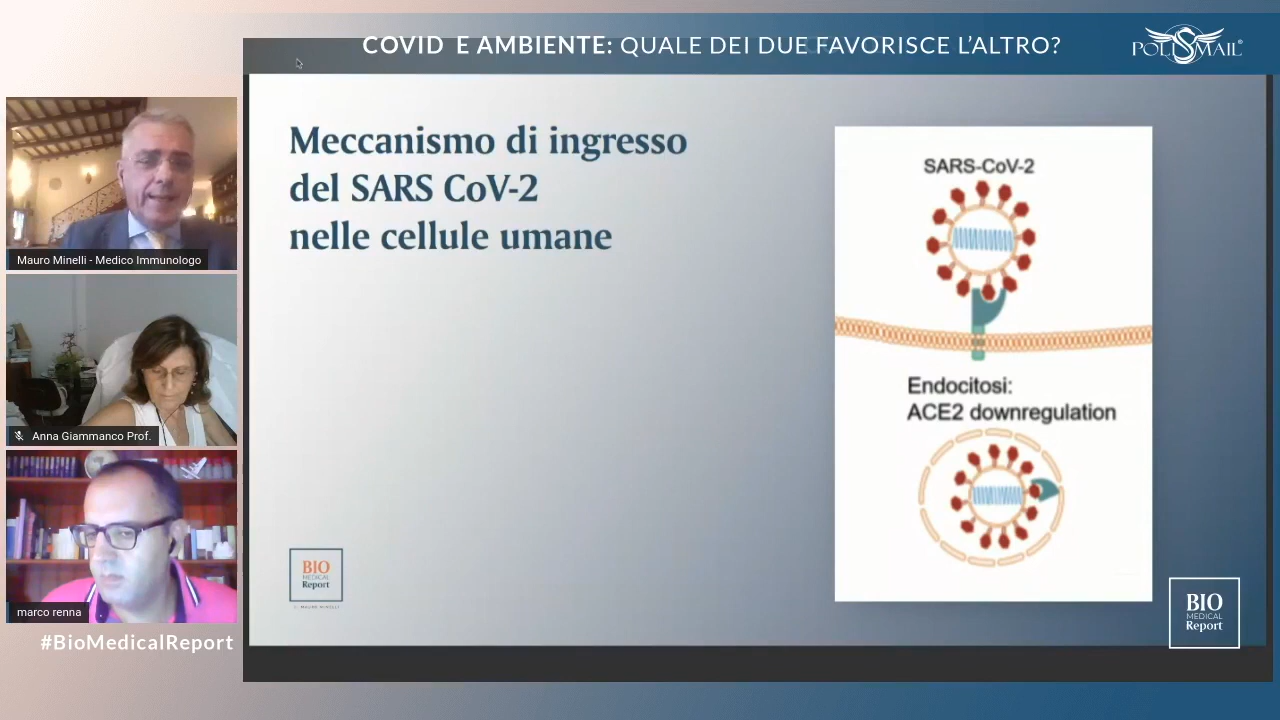 COVID E AMBIENTE: QUALE DEI DUE FAVORISCE L'ALTRO?
POLISMAIL
Meccanismo di ingresso
del SARS CoV-2
nelle cellule umane
SARS-CoV-2
Endocitosi:
ACE2 downregulation
Mauro Minelli - Medico Immunologo
Anna Giammanco Prof.
marco renna
#BioMedicalReport
BIO
MEDICAL
Report
BIO
MEDICAL
Report